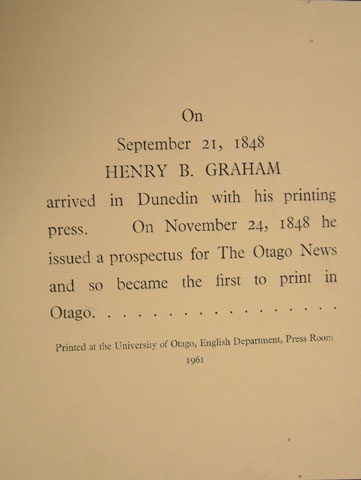 On
September 21, 1848
HENRY B. GRAHAM
arrived in Dunedin with his printing
press. On November 24, 1848 he
issued a prospectus for The Otago News
and so became the first to print in
Otago. . . . . . . . . . . . . . . . .
Printed at the University of Otago, English Department, Press Room
1961